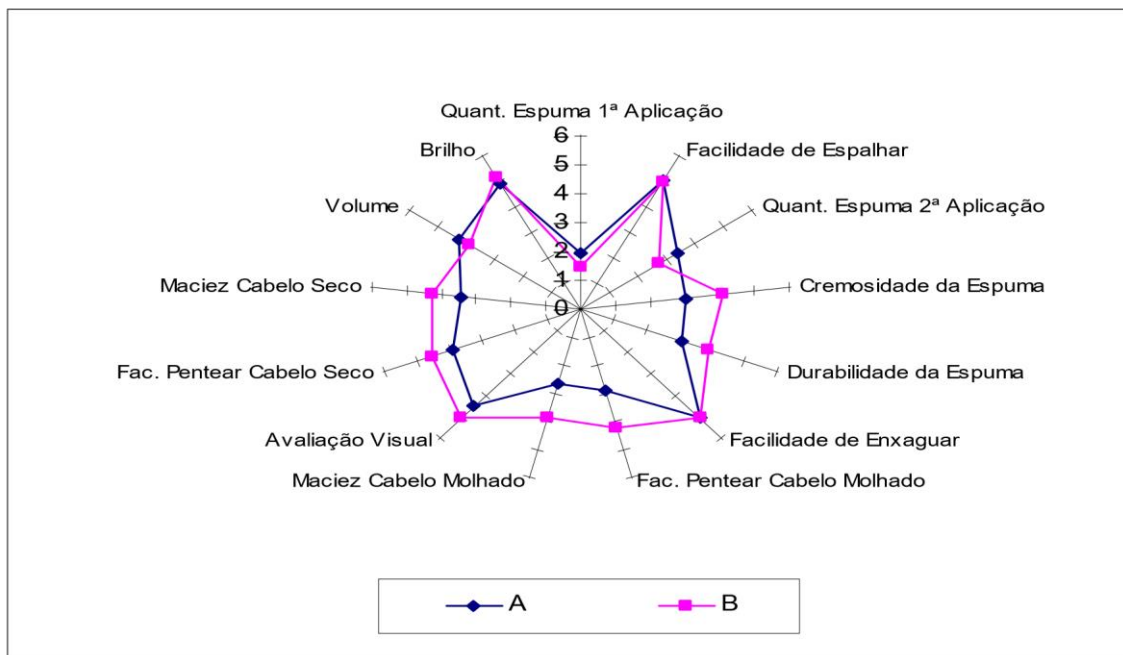 Quant. Espuma 1ª Aplicação
6
Brilho
Facilidade de Espalhar
5
4
Volume
Quant. Espuma 2ª Aplicação
3
2
Maciez Cabelo Seco
Cremosidade da Espuma
1
0
Fac. Pentear Cabelo Seco
Durabilidade da Espuma
Avaliação Visual
Facilidade de Enxaguar
Maciez Cabelo Molhado
Fac. Pentear Cabelo Molhado
A
B